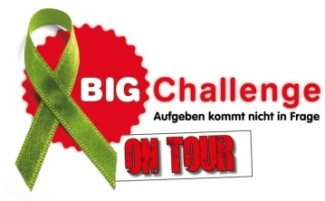 BIG Challenge
Aufgeben kommt nicht in Frage
ON TOUR